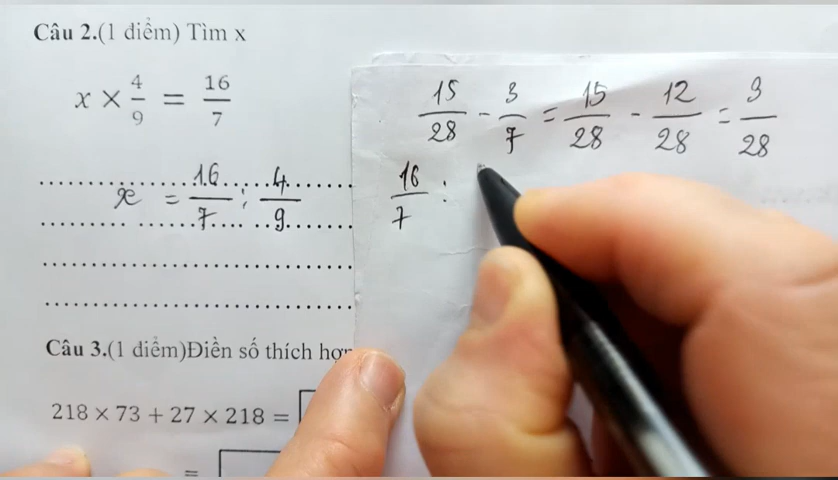 Câu 2.(1 điểm) Tìm x
x × 4/9 = 16/7
x = 16/7 : 4/9
15/28 - 3/7 = 15/28 - 12/28 = 3/28
16/7 :
Câu 3.(1 điểm)Điền số thích hợp
218 × 73 + 27 × 218 =
=